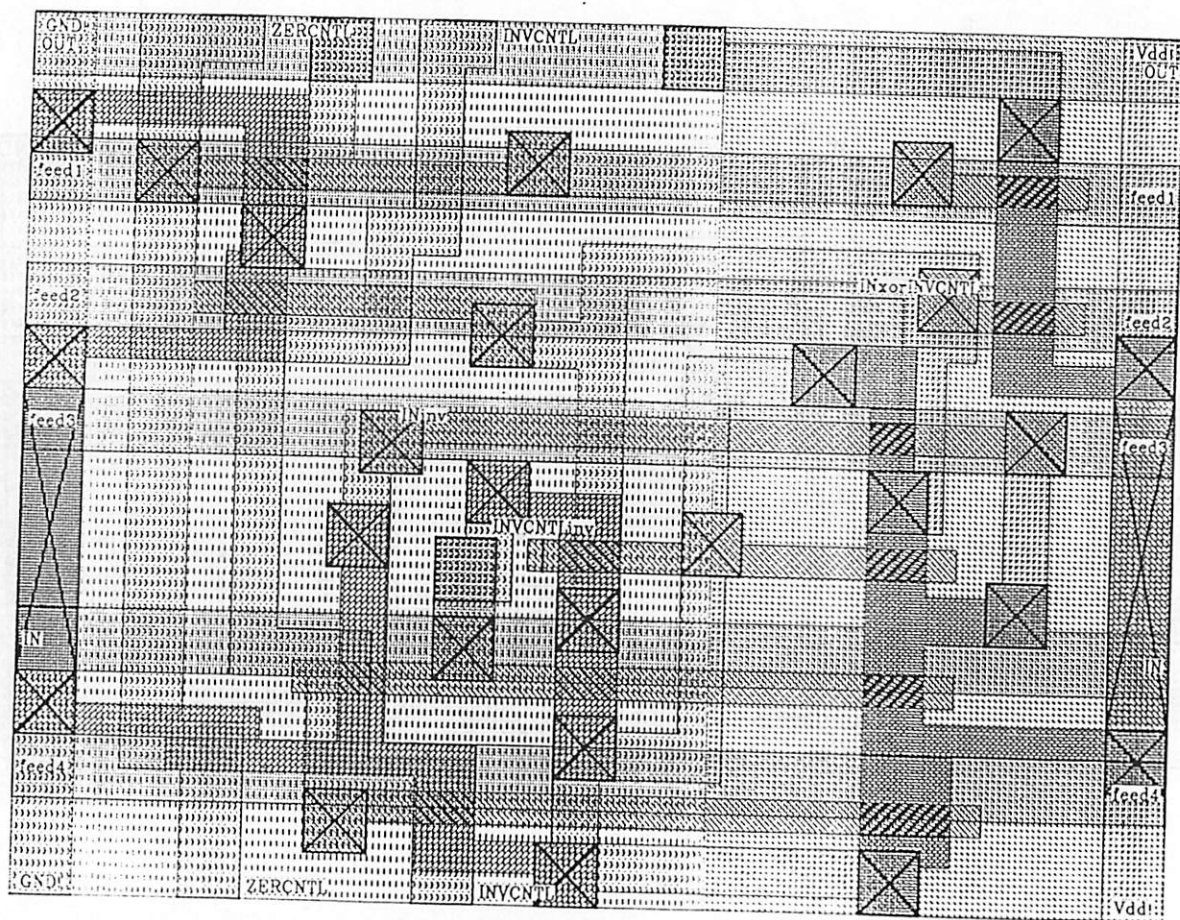 GND!
OUT
ZERCNTL
INVCNTL
Vdd!
OUT
feed1
feed1
INxorINVCNTL
feed2
feed2
INinv
feed3
feed3
INVCNTLinv
IN
IN
feed4
feed4
GND!
ZERCNTL
INVCNTL
Vdd!